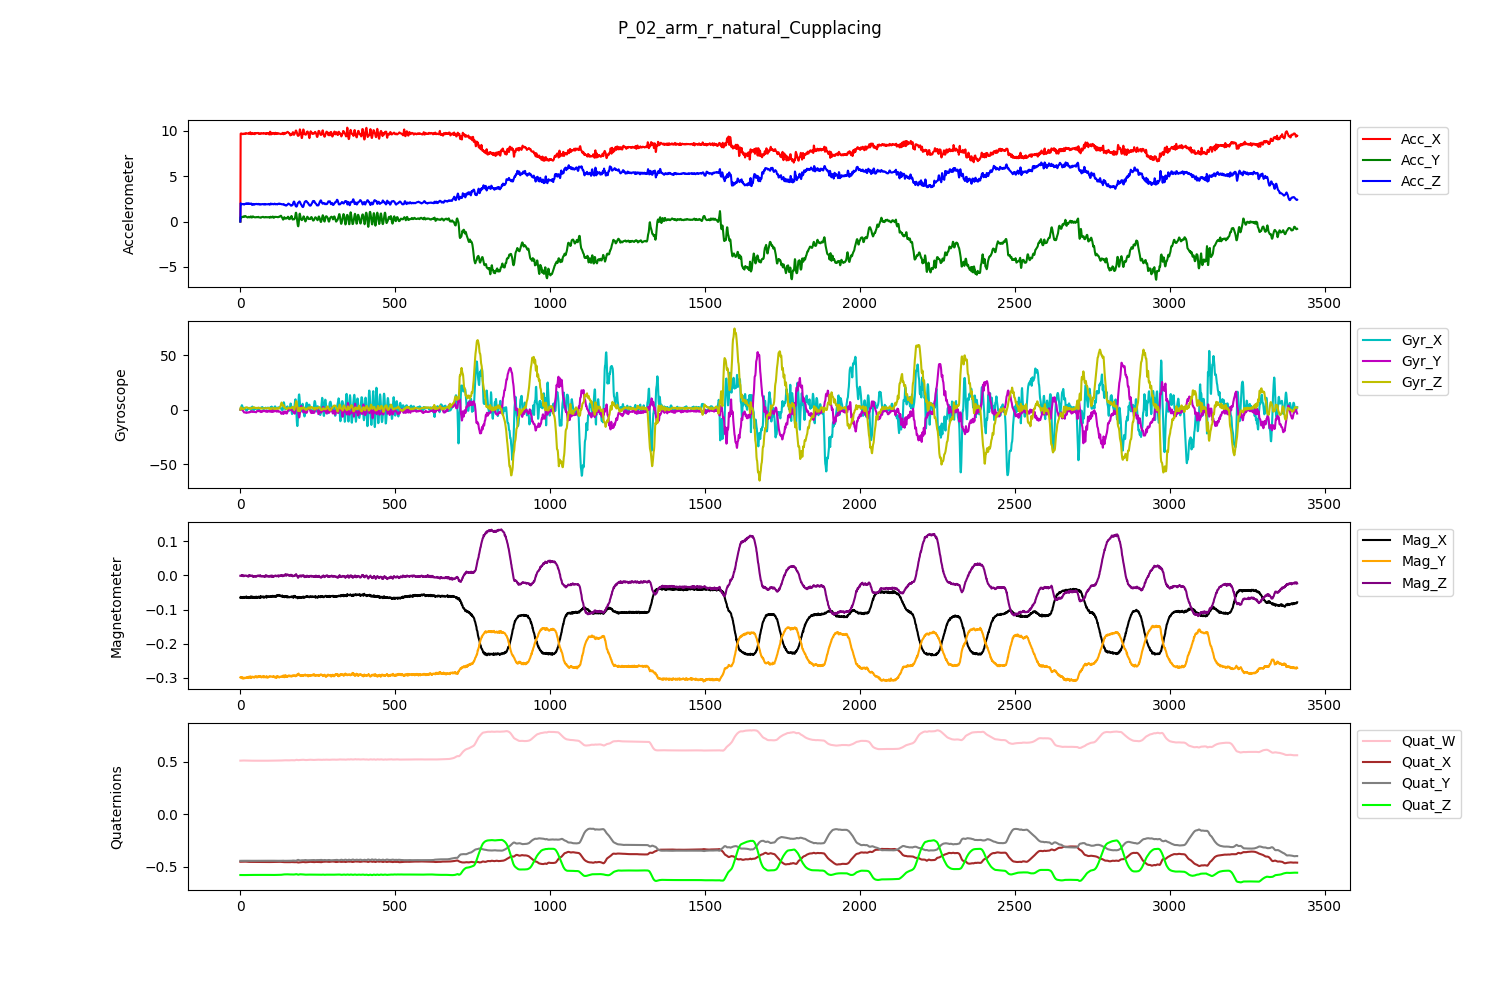 P_02_arm_r_natural_Cupplacing
Accelerometer
10
5
0
−5
0 500 1000 1500 2000 2500 3000 3500
Acc_X
Acc_Y
Acc_Z
Gyroscope
50
0
−50
0 500 1000 1500 2000 2500 3000 3500
Gyr_X
Gyr_Y
Gyr_Z
Magnetometer
0.1
0.0
−0.1
−0.2
−0.3
0 500 1000 1500 2000 2500 3000 3500
Mag_X
Mag_Y
Mag_Z
Quaternions
0.5
0.0
−0.5
0 500 1000 1500 2000 2500 3000 3500
Quat_W
Quat_X
Quat_Y
Quat_Z